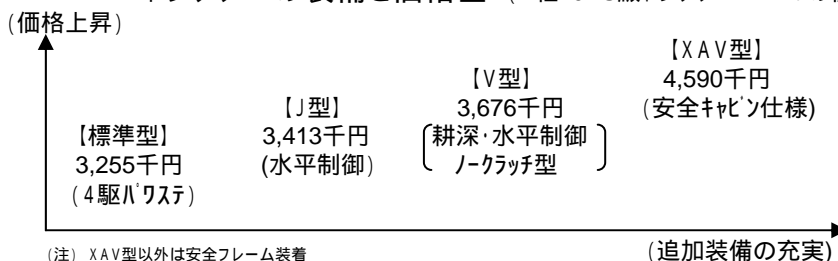 (価格上昇)
【XAV型】
4,590千円
(安全キャビン仕様)
【V型】
3,676千円
耕深・水平制御
ノークラッチ型
【J型】
3,413千円
(水平制御)
【標準型】
3,255千円
(4駆パワステ)
(注) XAV型以外は安全フレーム装着
(追加装備の充実)